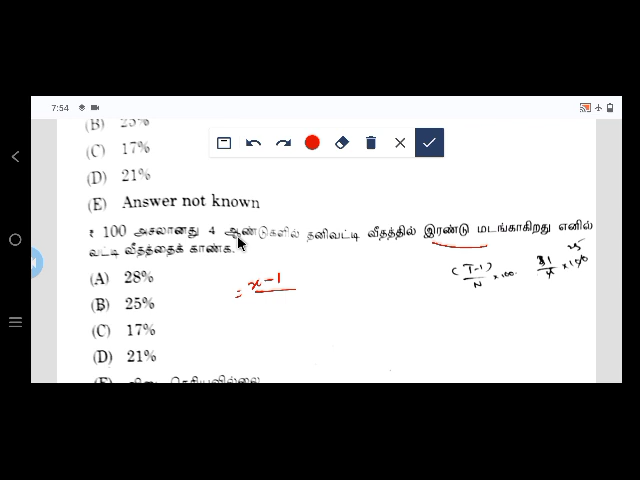 7:54
(B) 25%
(C) 17%
(D) 21%
(E) Answer not known
₹ 100 அசலானது 4 ஆண்டுகளில் தனிவட்டி வீதத்தில் இரண்டு மடங்காகிறது எனில்
வட்டி வீதத்தைக் காண்க.
(A) 28%
(B) 25%
(C) 17%
(D) 21%
= x-1
(T-1)/N × 100
25
1/4 × 100